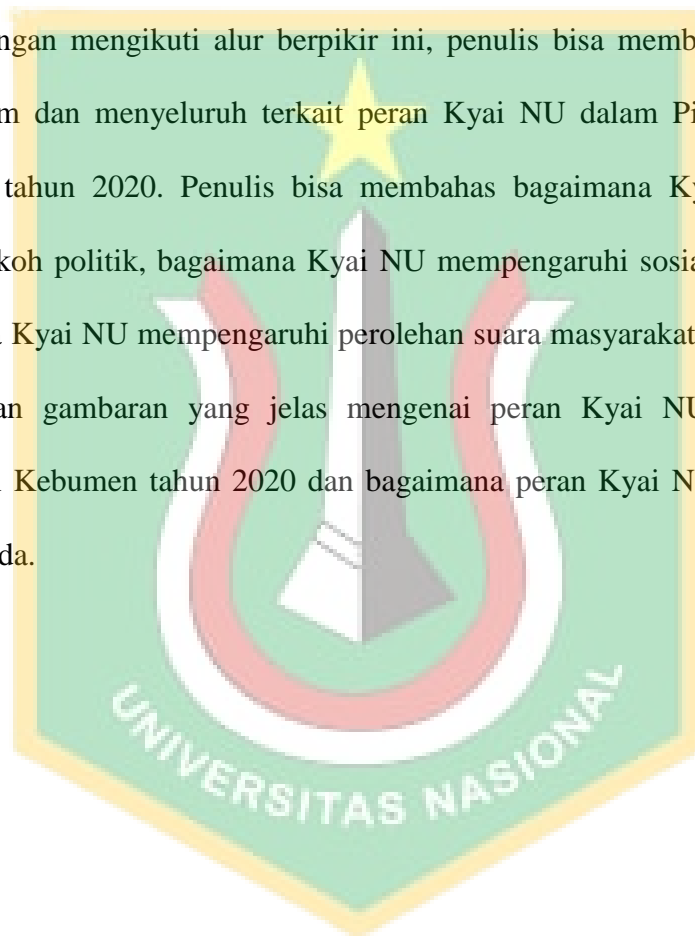 ngan mengikuti alur berpikir ini, penulis bisa memb
m dan menyeluruh terkait peran Kyai NU dalam Pi
tahun 2020. Penulis bisa membahas bagaimana Ky
koh politik, bagaimana Kyai NU mempengaruhi sosia
a Kyai NU mempengaruhi perolehan suara masyarakat
an gambaran yang jelas mengenai peran Kyai NU
Kebumen tahun 2020 dan bagaimana peran Kyai N
da.
UNIVERSITAS NASIONAL